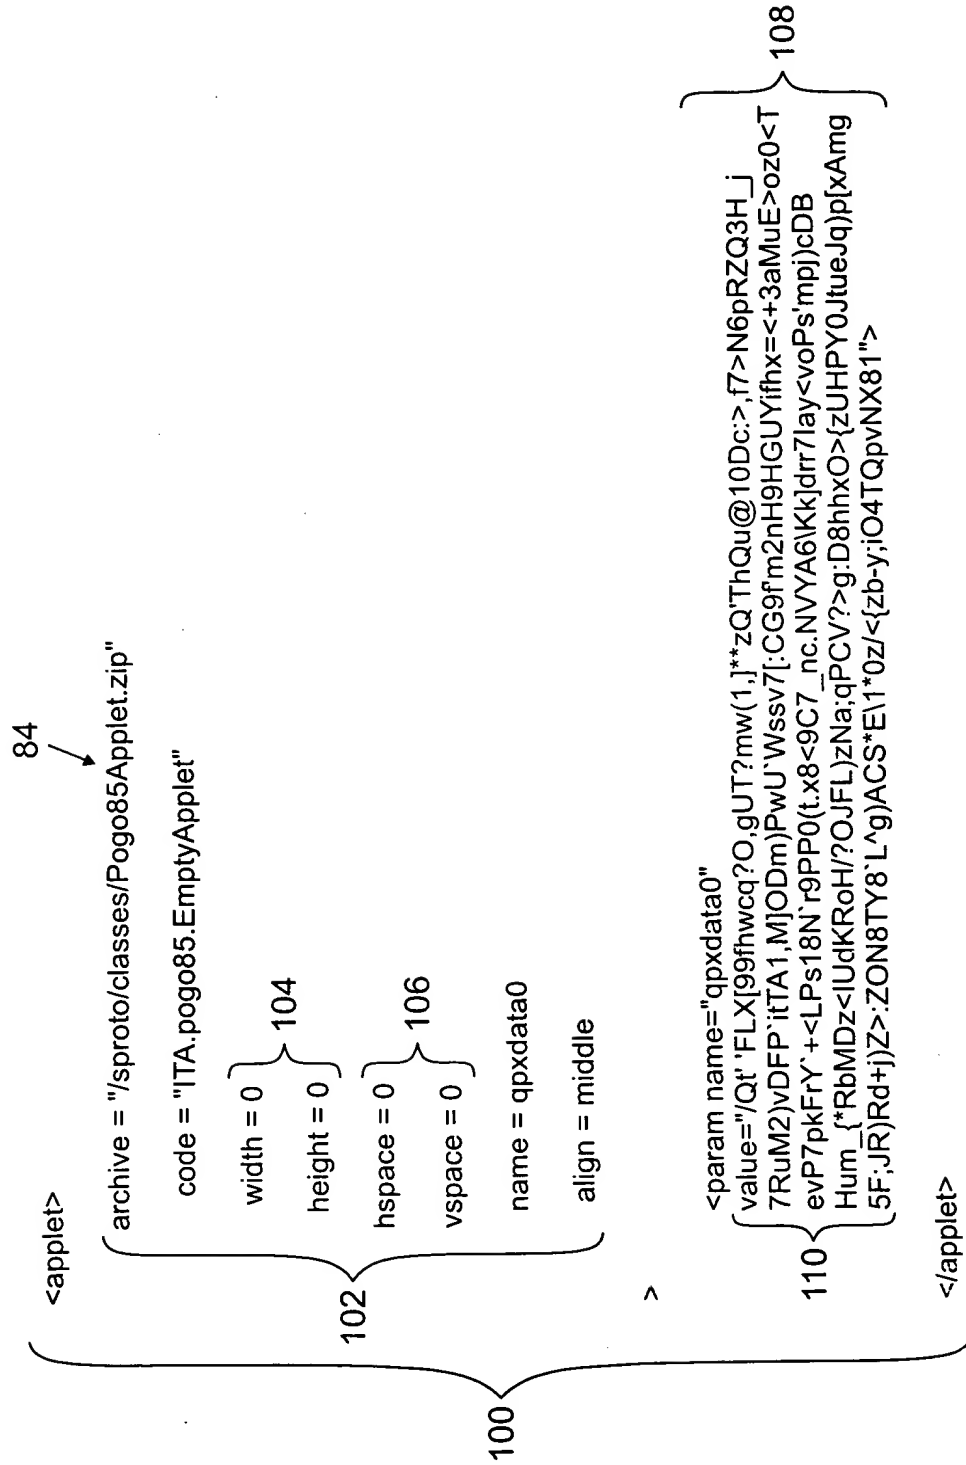 84
<applet>
archive = "/sproto/classes/Pogo85Applet.zip"
code = "ITA.pogo85.EmptyApplet"
width = 0
height = 0
104
hspace = 0
vspace = 0
106
name = qpxdata0
align = middle
102
>
<param name="qpxdata0"
value="/Qt' 'FLX[99fhwcq?O,gUT?mw(1,]**zQ'ThQu@10Dc:>,f7>N6pRZQ3H_j
7RuM2)vDFP`itTA1,M]ODm)PwU`Wssv7[:CG9f'm2nH9HGUYifhx=<+3aMuE>oz0<T
evP7pkFrY`+<LPs18N`r9PP0(t.x8<9C7_nc.NVYA6\Kk]drr7lay<voPs'mpj)cDB
Hum_{*RbMDz<IUdKRoH/?OJFL)zNa;qPCV?>g:D8hhxO>{zUHPY0JtueJq)p[xAmg
5F;JR)Rd+j)Z>:ZON8TY8`L^g)ACS*E\1*0z/<{zb-y;iO4TQpvNX81">
108
110
</applet>
100